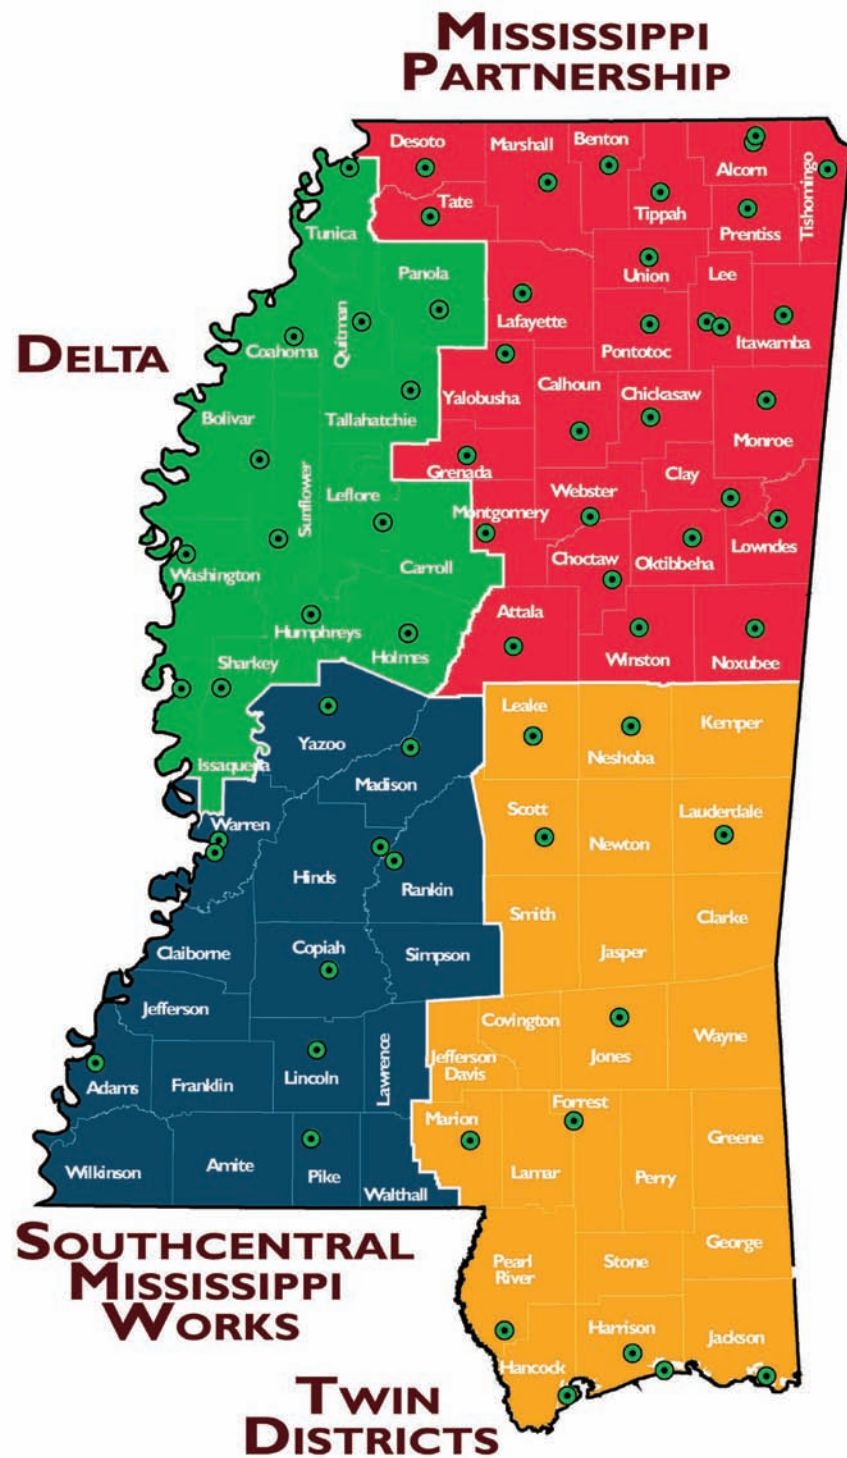 MISSISSIPPI
PARTNERSHIP
Desoto
Marshall
Benton
Alcorn
Tishomingo
Tate
Tippah
Prentiss
Tunica
Union
Lee
Panola
Lafayette
Pontotoc
Itawamba
Quitman
Coahoma
DELTA
Yalobusha
Calhoun
Chickasaw
Bolivar
Tallahatchie
Monroe
Grenada
Clay
Sunflower
Leflore
Webster
Montgomery
Lowndes
Washington
Carroll
Choctaw
Oktibbeha
Attala
Humphreys
Holmes
Sharkey
Winston
Noxubee
Leake
Kemper
Yazoo
Neshoba
Issaquena
Madison
Scott
Lauderdale
Warren
Newton
Hinds
Rankin
Smith
Clarke
Claiborne
Copiah
Simpson
Jasper
Jefferson
Covington
Wayne
Lawrence
Jefferson
Davis
Jones
Adams
Franklin
Lincoln
Forrest
Marion
Greene
Wilkinson
Amite
Pike
Lamar
Perry
Walthall
SOUTHCENTRAL
MISSISSIPPI
WORKS
George
Pearl
River
Stone
Harrison
Jackson
Hancock
TWIN
DISTRICTS